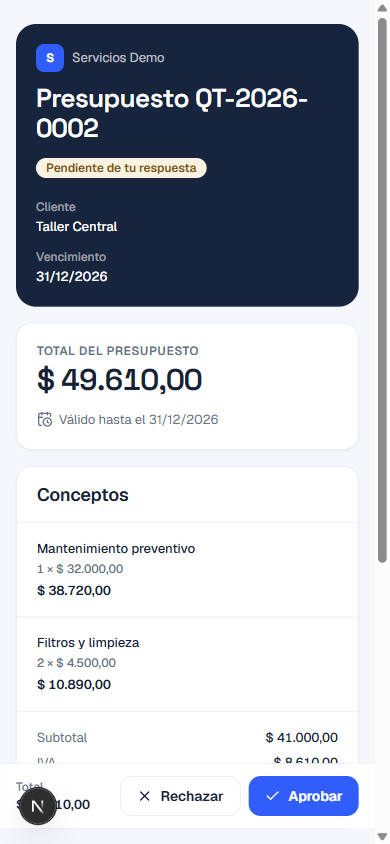 S Servicios Demo
Presupuesto QT-2026-
0002
Pendiente de tu respuesta
Cliente
Taller Central
Vencimiento
31/12/2026
TOTAL DEL PRESUPUESTO
$ 49.610,00
Válido hasta el 31/12/2026
Conceptos
Mantenimiento preventivo
1 × $ 32.000,00
$ 38.720,00
Filtros y limpieza
2 × $ 4.500,00
$ 10.890,00
Subtotal $ 41.000,00
IVA $ 8.610,00
Total
N
Rechazar
Aprobar